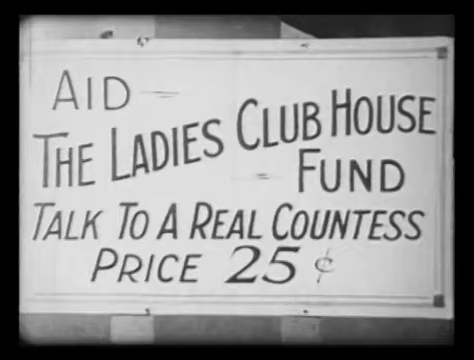 AID
THE LADIES CLUB HOUSE
FUND
TALK TO A REAL COUNTESS
PRICE 25¢